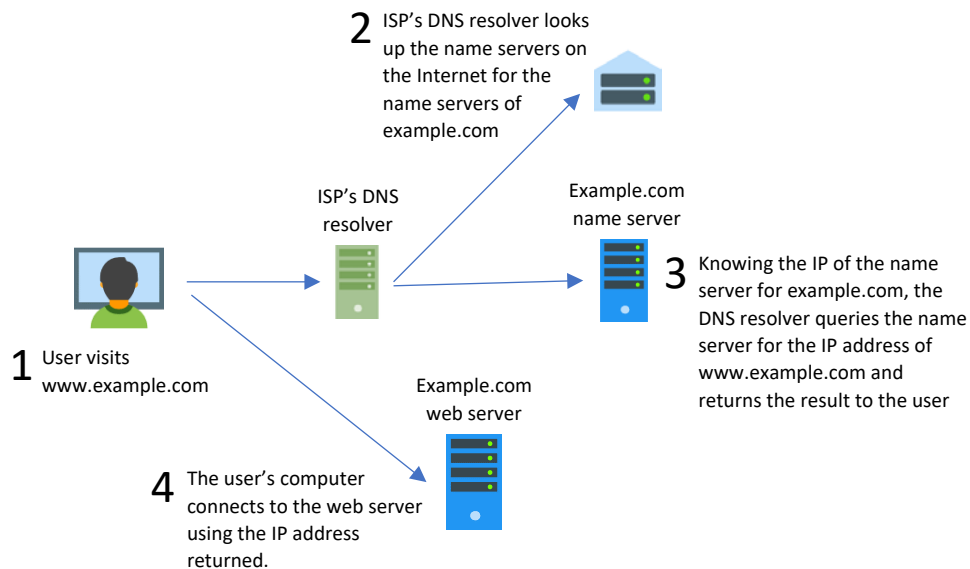 2
ISP's DNS resolver looks
up the name servers on
the Internet for the
name servers of
example.com
ISP's DNS
resolver
Example.com
name server
3
Knowing the IP of the name
server for example.com, the
DNS resolver queries the name
server for the IP address of
www.example.com and
returns the result to the user
1
User visits
www.example.com
Example.com
web server
4
The user's computer
connects to the web server
using the IP address
returned.